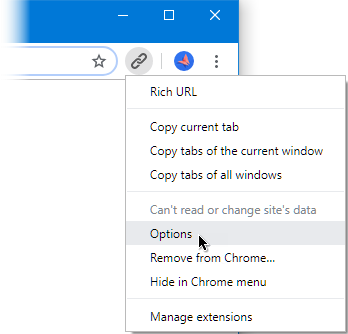 Rich URL
Copy current tab
Copy tabs of the current window
Copy tabs of all windows
Can't read or change site's data
Options
Remove from Chrome...
Hide in Chrome menu
Manage extensions